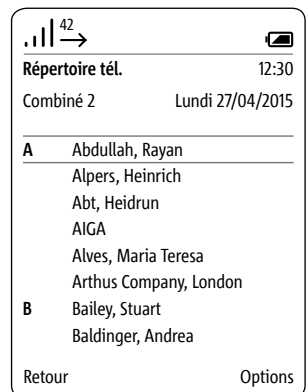 42
Répertoire tél. 12:30
Combiné 2 Lundi 27/04/2015
A Abdullah, Rayan
Alpers, Heinrich
Abt, Heidrun
AIGA
Alves, Maria Teresa
Arthus Company, London
B Bailey, Stuart
Baldinger, Andrea
Retour Options